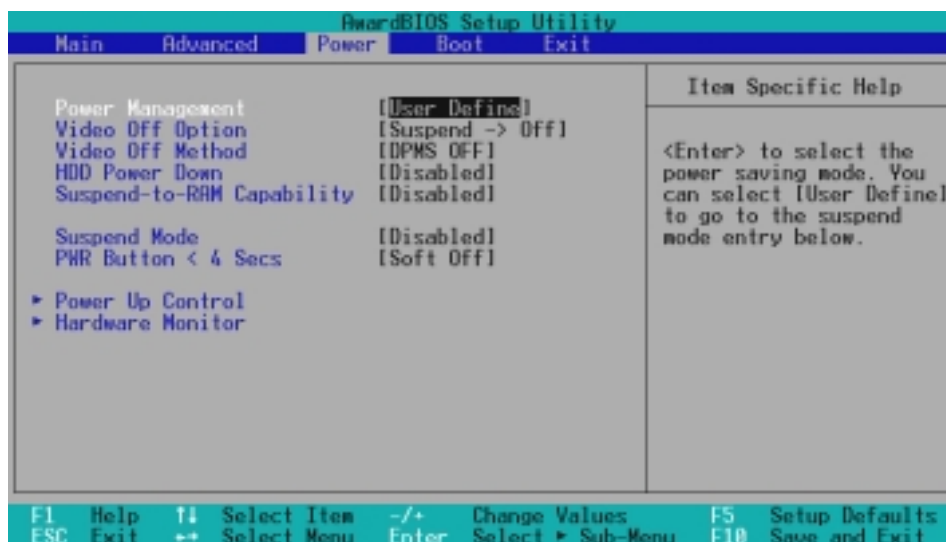 AwardBIOS Setup Utility
Main Advanced Power Boot Exit
Power Management [User Define]
Video Off Option [Suspend -> Off]
Video Off Method [DPMS OFF]
HDD Power Down [Disabled]
Suspend-to-RAM Capability [Disabled]
Suspend Mode [Disabled]
PWR Button < 4 Secs [Soft Off]
► Power Up Control
► Hardware Monitor
Item Specific Help
<Enter> to select the
power saving mode. You
can select [User Define]
to go to the suspend
mode entry below.
F1 Help ↑↓ Select Item -/+ Change Values F5 Setup Defaults
ESC Exit ←→ Select Menu Enter Select ► Sub-Menu F10 Save and Exit